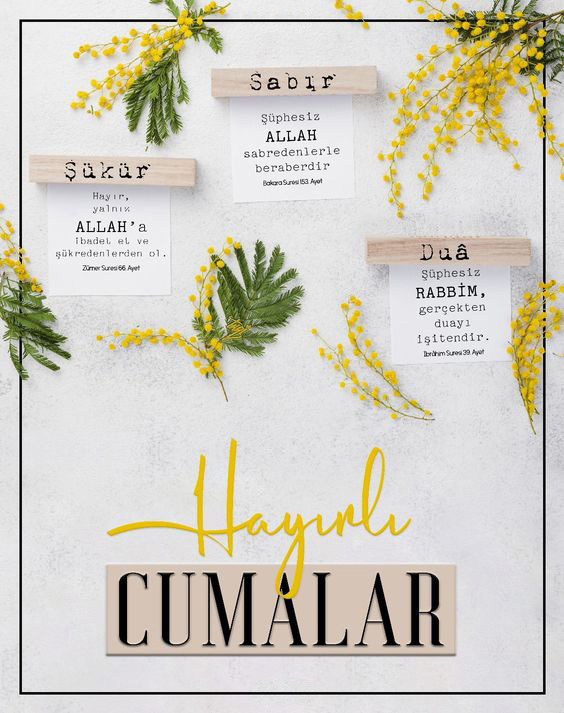 Sabır
Şüphesiz
ALLAH
sabredenlerle
beraberdir
Bakara Suresi 153. Ayet
Şükür
Hayır,
yalnız
ALLAH'a
ibadet et ve
şükredenlerden ol.
Zümer Suresi 66. Ayet
Duâ
Şüphesiz
RABBİM,
gerçekten
duayı
işitendir.
İbrâhim Suresi 39. Ayet
Hayırlı
CUMALAR